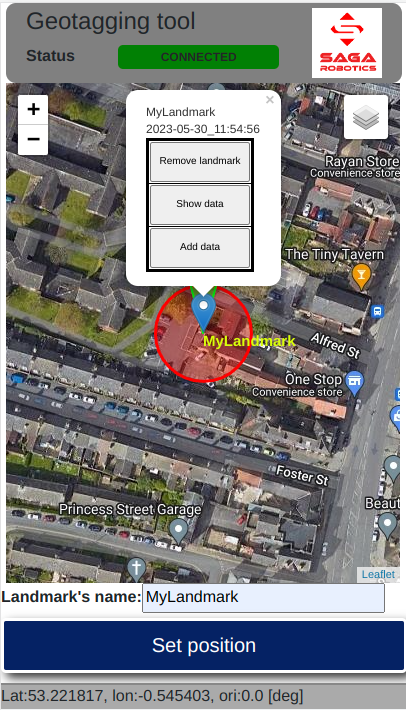 Geotagging tool
Status
CONNECTED
SAGA
ROBOTICS
+
−
×
MyLandmark
2023-05-30_11:54:56
Remove landmark
Show data
Add data
Rayan Store
Convenience store
The Tiny Tavern
MyLandmark
Alfred St
One Stop
Convenience store
Foster St
Princess Street Garage
Beaut
Leaflet
Landmark's name:
MyLandmark
Set position
Lat:53.221817, lon:-0.545403, ori:0.0 [deg]